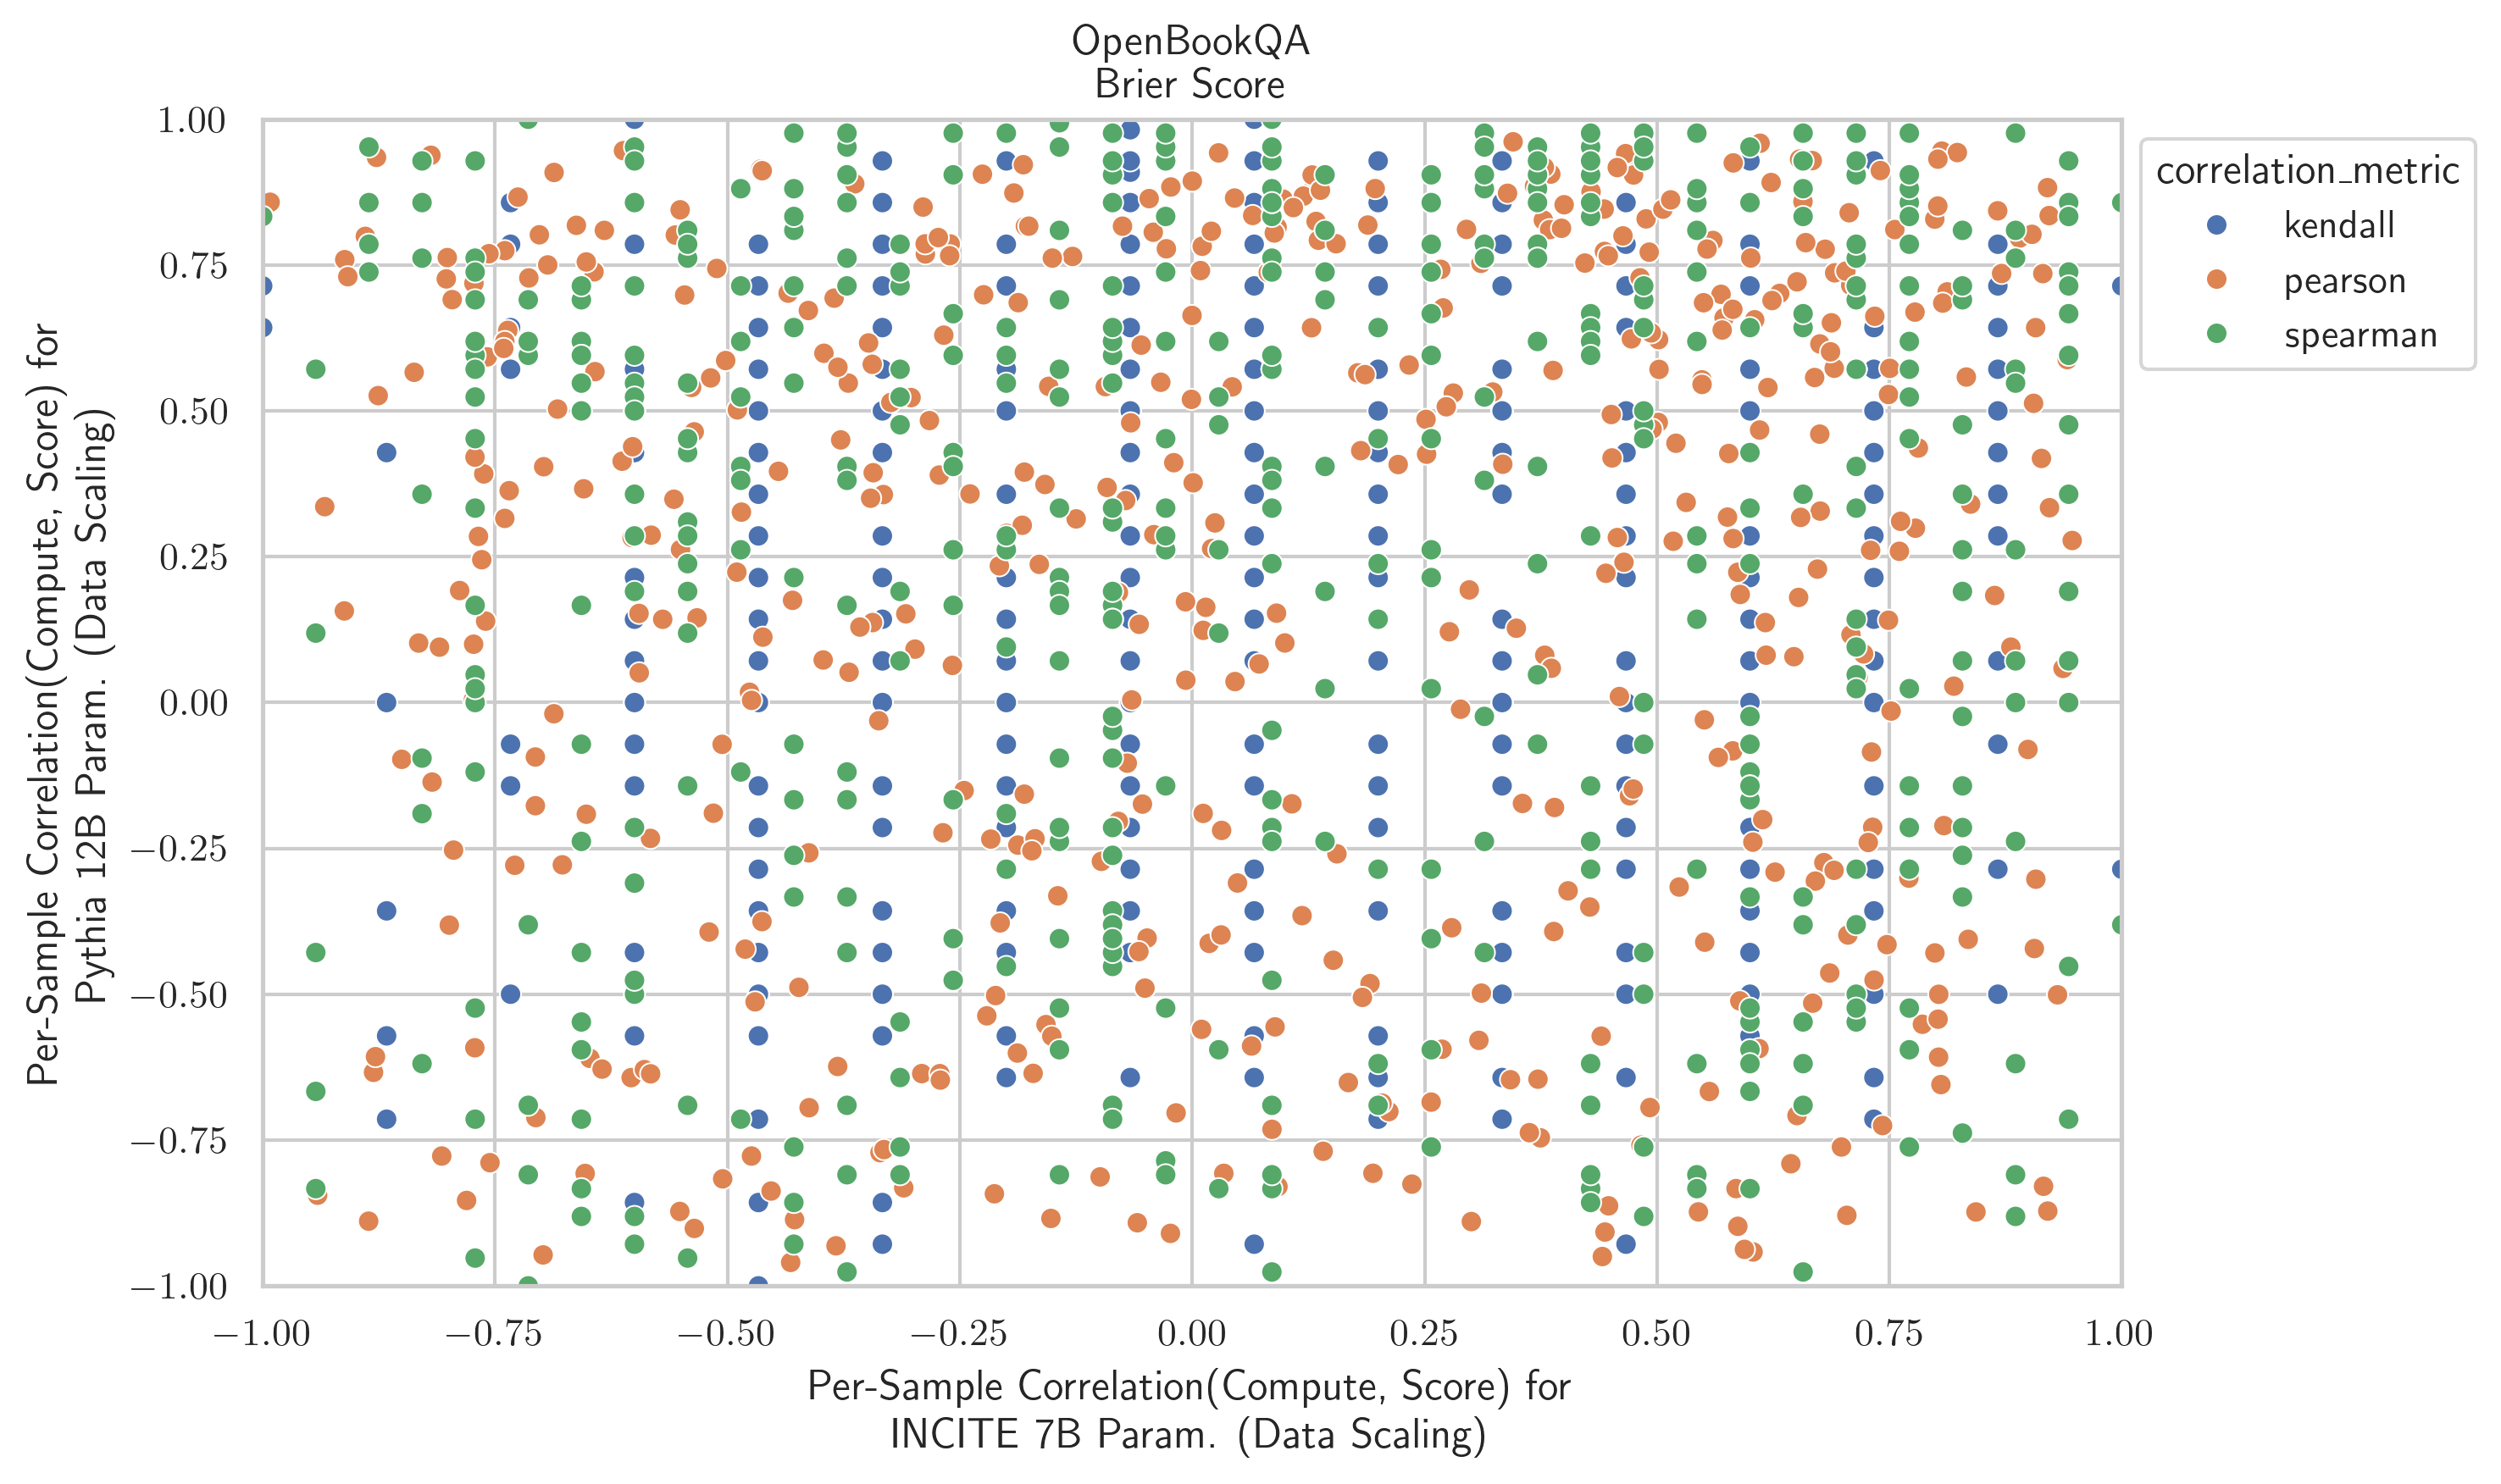 OpenBookQA
Brier Score
Per-Sample Correlation(Compute, Score) for
Pythia 12B Param. (Data Scaling)
1.00
0.75
0.50
0.25
0.00
−0.25
−0.50
−0.75
−1.00
−1.00
−0.75
−0.50
−0.25
0.00
0.25
0.50
0.75
1.00
Per-Sample Correlation(Compute, Score) for
INCITE 7B Param. (Data Scaling)
correlation_metric
kendall
pearson
spearman